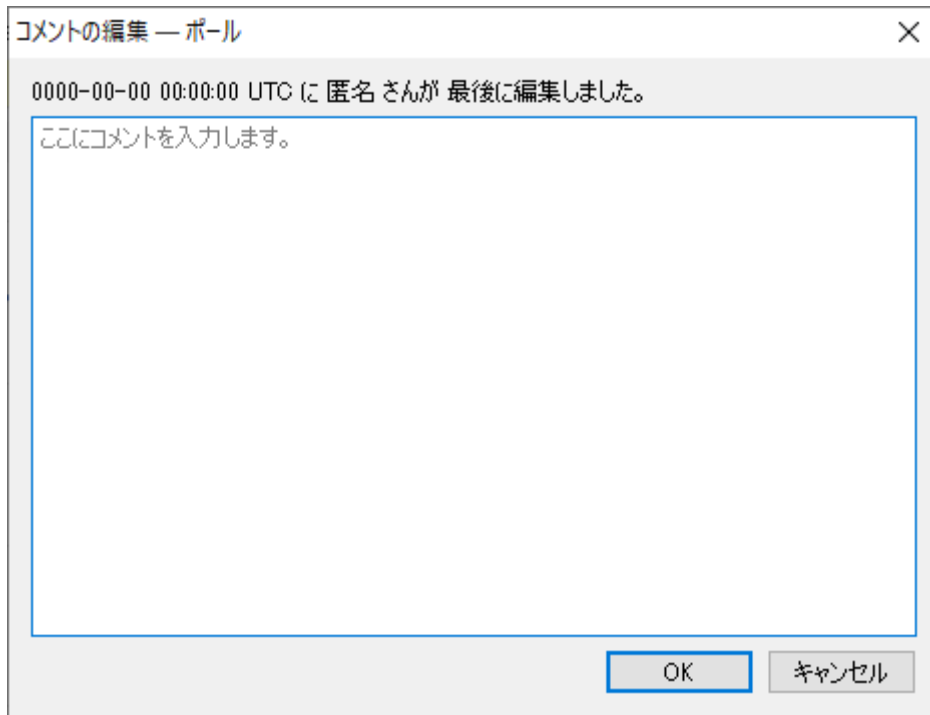 コメントの編集 — ポール
0000-00-00 00:00:00 UTC に 匿名 さんが 最後に編集しました。
ここにコメントを入力します。
OK キャンセル